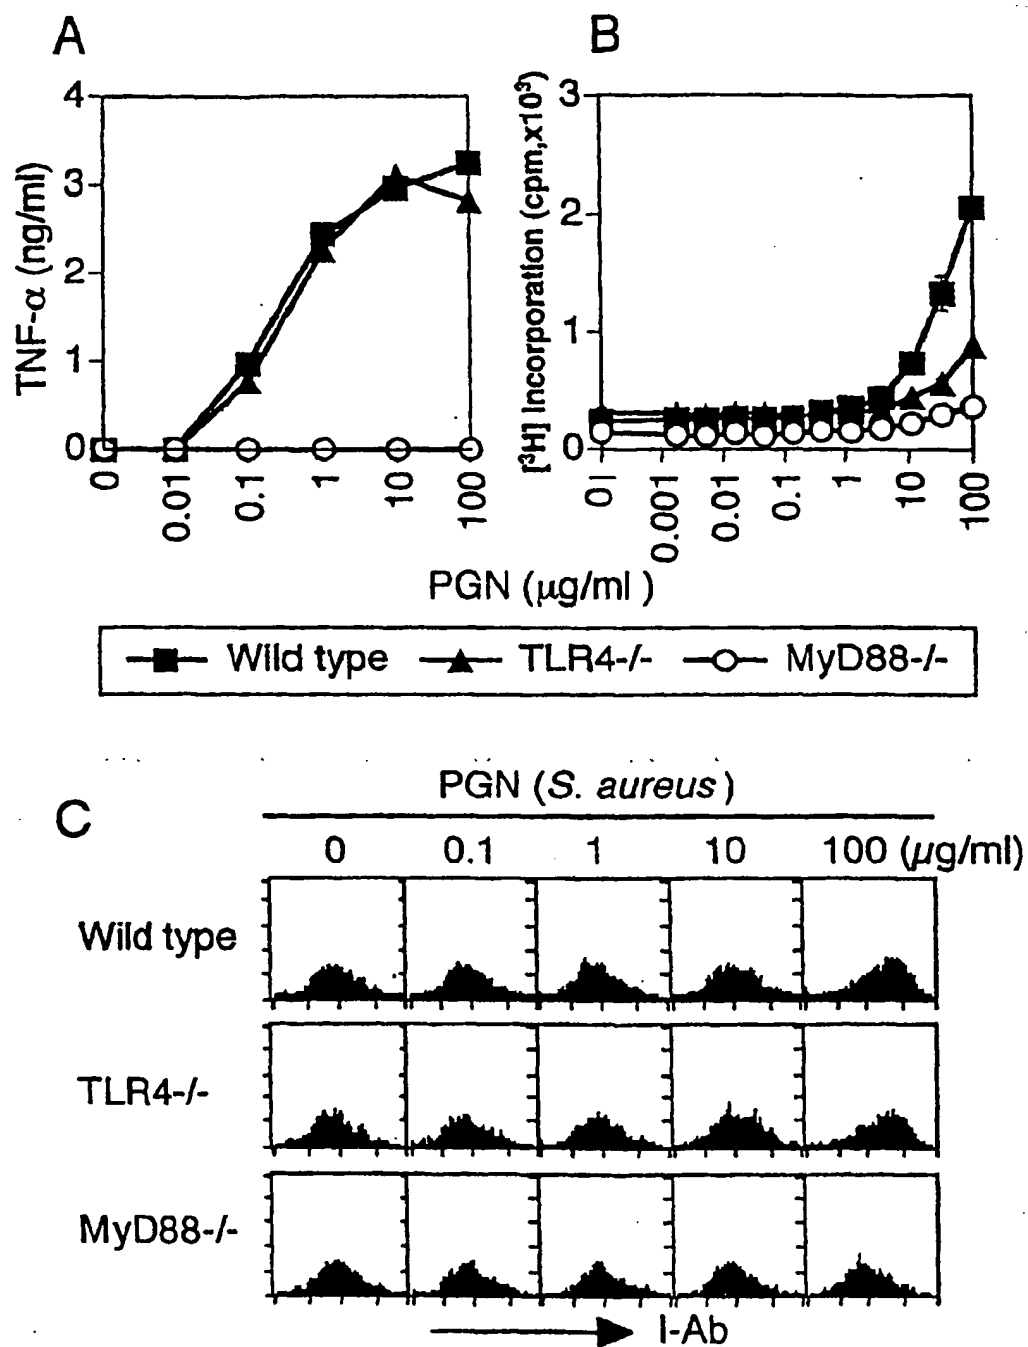 A
B
TNF-α (ng/ml)
4
3
2
1
0
0
0.01
0.1
1
10
100
[³H] Incorporation (cpm,x10³)
3
2
1
0
0
0.001
0.01
0.1
1
10
100
PGN (μg/ml )
Wild type
TLR4-/-
MyD88-/-
C
PGN (S. aureus )
0 0.1 1 10 100 (μg/ml)
Wild type
TLR4-/-
MyD88-/-
I-Ab